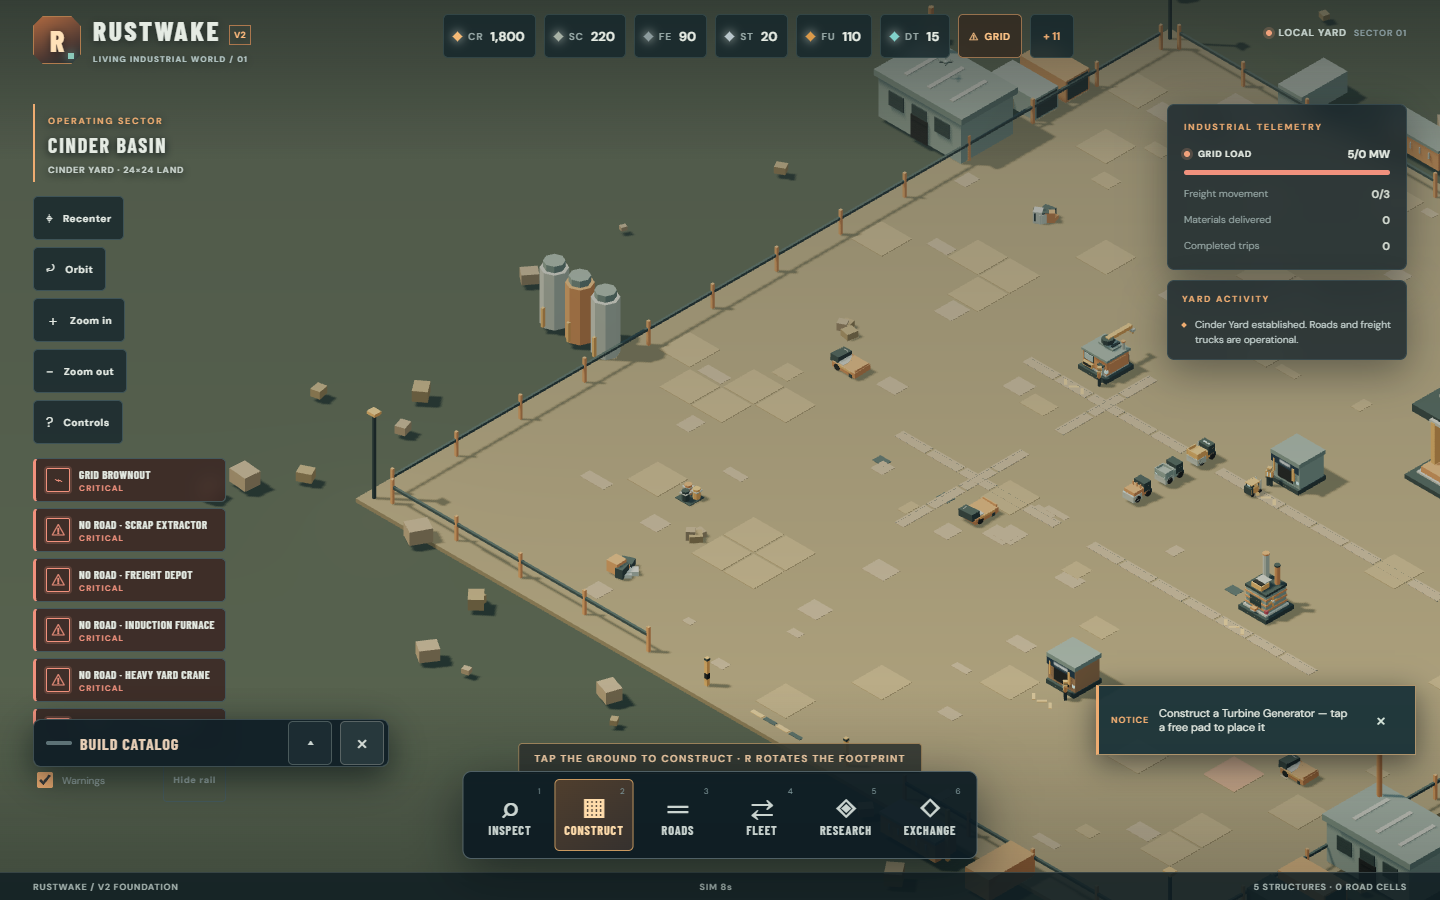 R
RUSTWAKE V2
LIVING INDUSTRIAL WORLD / 01
CR 1,800
SC 220
FE 90
ST 20
FU 110
DT 15
GRID
+ 11
LOCAL YARD SECTOR 01
OPERATING SECTOR
CINDER BASIN
CINDER YARD · 24×24 LAND
Recenter
Orbit
+ Zoom in
− Zoom out
? Controls
GRID BROWNOUT
CRITICAL
NO ROAD · SCRAP EXTRACTOR
CRITICAL
NO ROAD · FREIGHT DEPOT
CRITICAL
NO ROAD · INDUCTION FURNACE
CRITICAL
NO ROAD · HEAVY YARD CRANE
CRITICAL
BUILD CATALOG
Warnings Hide rail
INDUSTRIAL TELEMETRY
GRID LOAD 5/0 MW
Freight movement 0/3
Materials delivered 0
Completed trips 0
YARD ACTIVITY
Cinder Yard established. Roads and freight
trucks are operational.
NOTICE
Construct a Turbine Generator — tap
a free pad to place it
TAP THE GROUND TO CONSTRUCT · R ROTATES THE FOOTPRINT
1 INSPECT
2 CONSTRUCT
3 ROADS
4 FLEET
5 RESEARCH
6 EXCHANGE
RUSTWAKE / V2 FOUNDATION
SIM 8s
5 STRUCTURES · 0 ROAD CELLS